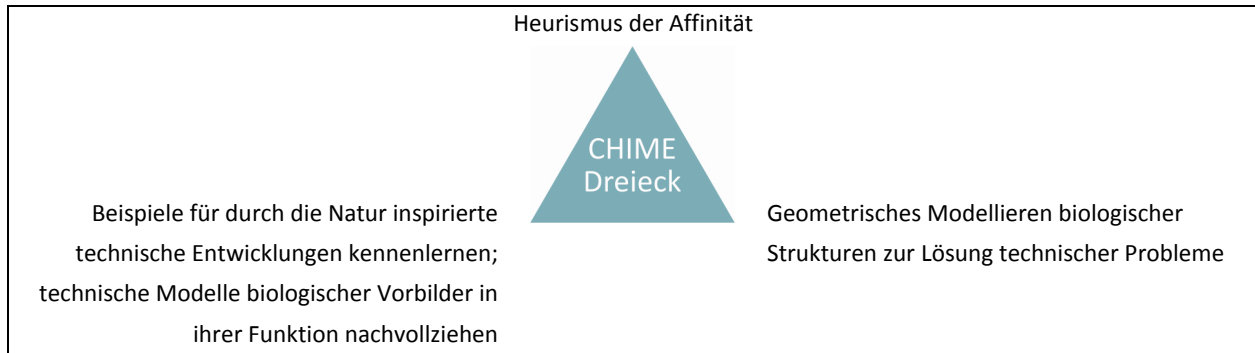 Heurismus der Affinität
CHIME
Dreieck
Beispiele für durch die Natur inspirierte
technische Entwicklungen kennenlernen;
technische Modelle biologischer Vorbilder in
ihrer Funktion nachvollziehen
Geometrisches Modellieren biologischer
Strukturen zur Lösung technischer Probleme